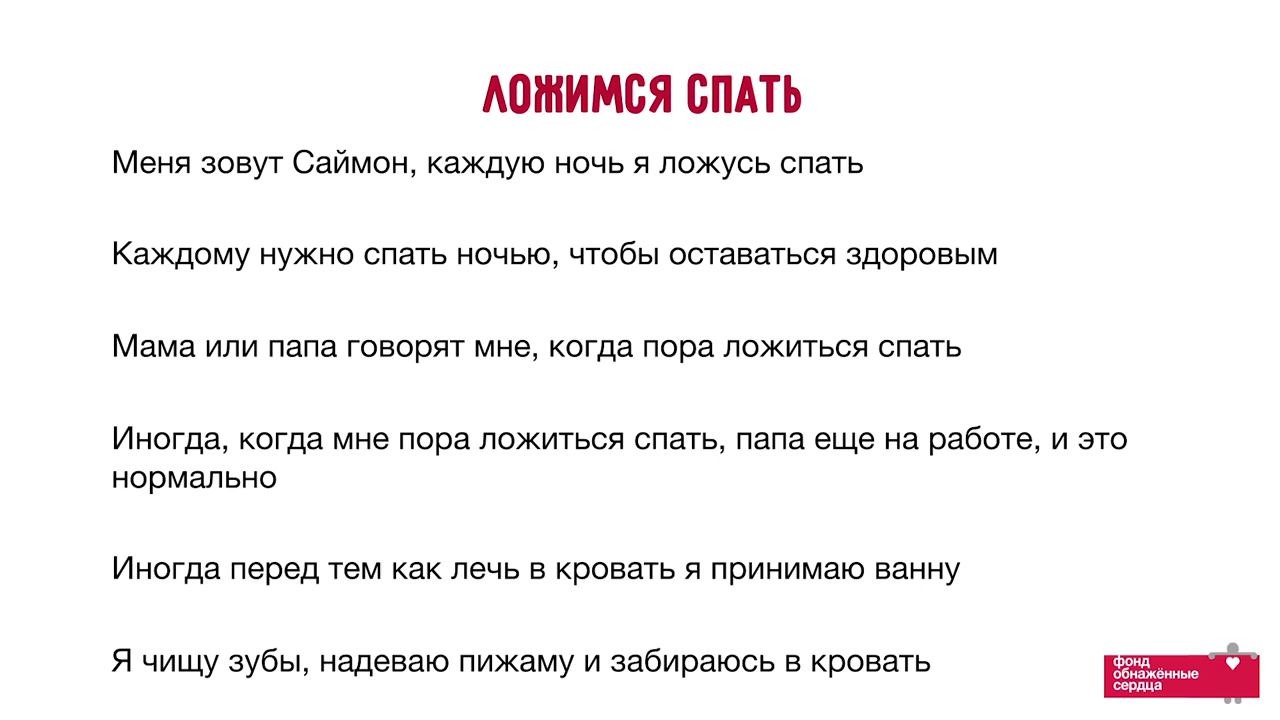 ЛОЖИМСЯ СПАТЬ
Меня зовут Саймон, каждую ночь я ложусь спать
Каждому нужно спать ночью, чтобы оставаться здоровым
Мама или папа говорят мне, когда пора ложиться спать
Иногда, когда мне пора ложиться спать, папа еще на работе, и это
нормально
Иногда перед тем как лечь в кровать я принимаю ванну
Я чищу зубы, надеваю пижаму и забираюсь в кровать
фонд
обнажённые
сердца